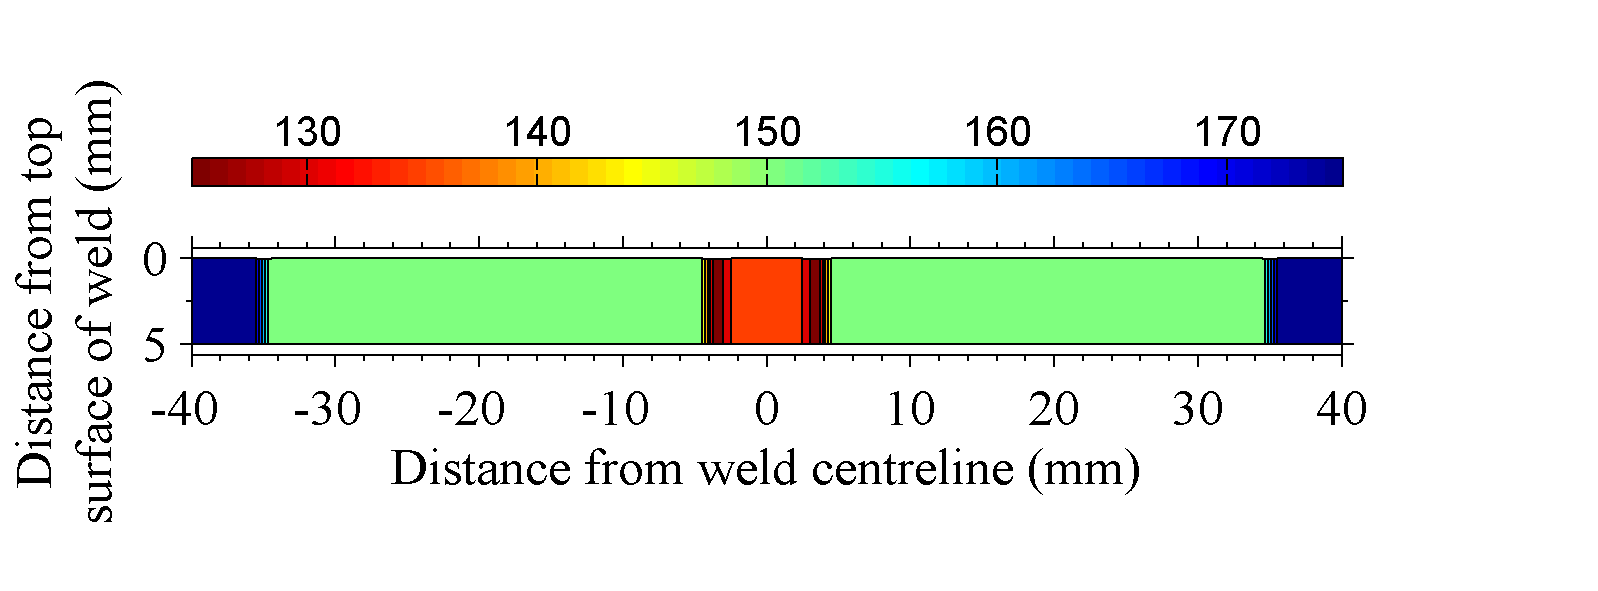 130 140 150 160 170
Distance from top
surface of weld (mm)
0
5
-40 -30 -20 -10 0 10 20 30 40
Distance from weld centreline (mm)